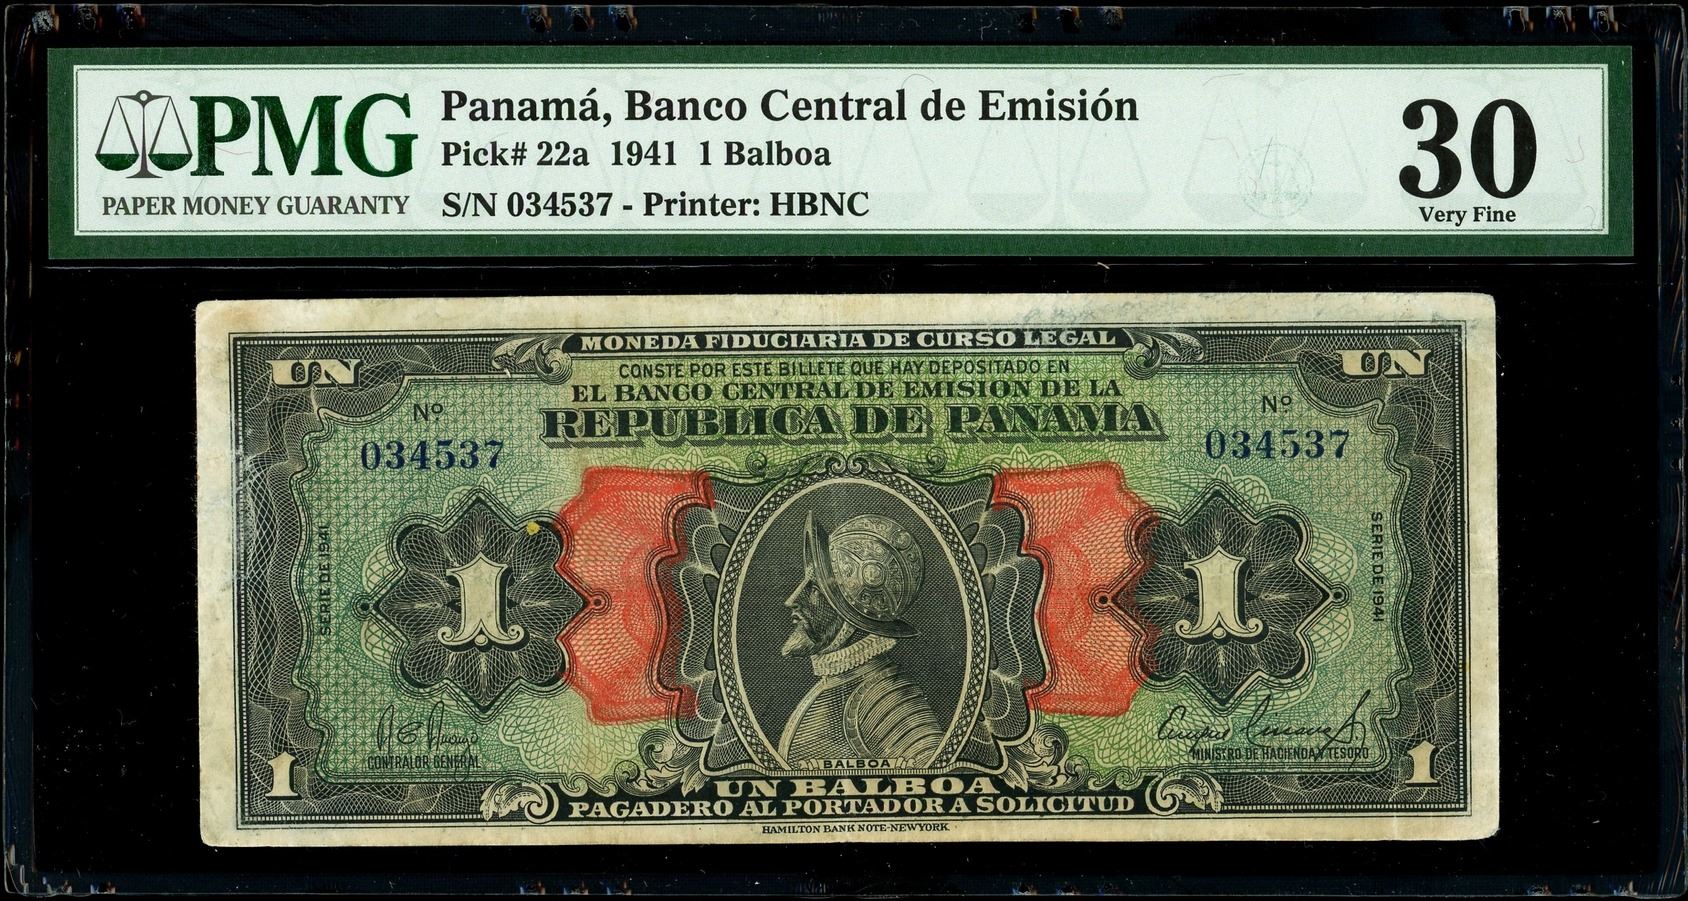 PMG
PAPER MONEY GUARANTY
Panamá, Banco Central de Emisión
Pick# 22a 1941 1 Balboa
S/N 034537 - Printer: HBNC
30
Very Fine
MONEDA FIDUCIARIA DE CURSO LEGAL
UN
UN
CONSTE POR ESTE BILLETE QUE HAY DEPOSITADO EN
EL BANCO CENTRAL DE EMISION DE LA
REPUBLICA DE PANAMA
Nº
034537
Nº
034537
SERIE DE 1941
1
1
SERIE DE 1941
CONTRALOR GENERAL
MINISTRO DE HACIENDA Y TESORO
BALBOA
1
1
UN BALBOA
PAGADERO AL PORTADOR A SOLICITUD
HAMILTON BANK NOTE-NEW YORK